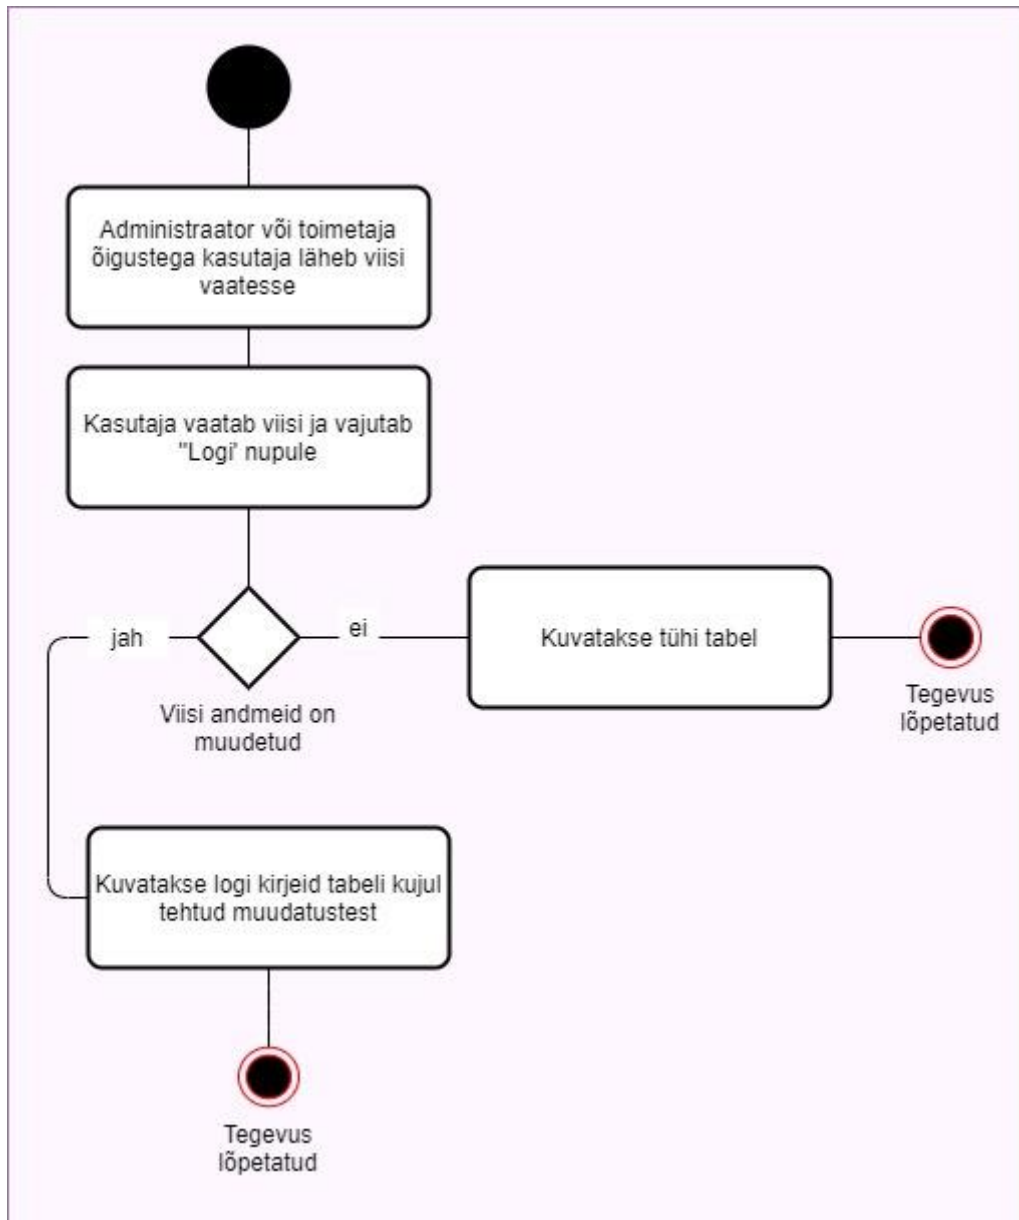 Administraator või toimetaja
õigustega kasutaja läheb viisi
vaatesse
Kasutaja vaatab viisi ja vajutab
"Logi' nupule
jah
ei
Kuvatakse tühi tabel
Viisi andmeid on
muudetud
Tegevus
lõpetatud
Kuvatakse logi kirjeid tabeli kujul
tehtud muudatustest
Tegevus
lõpetatud